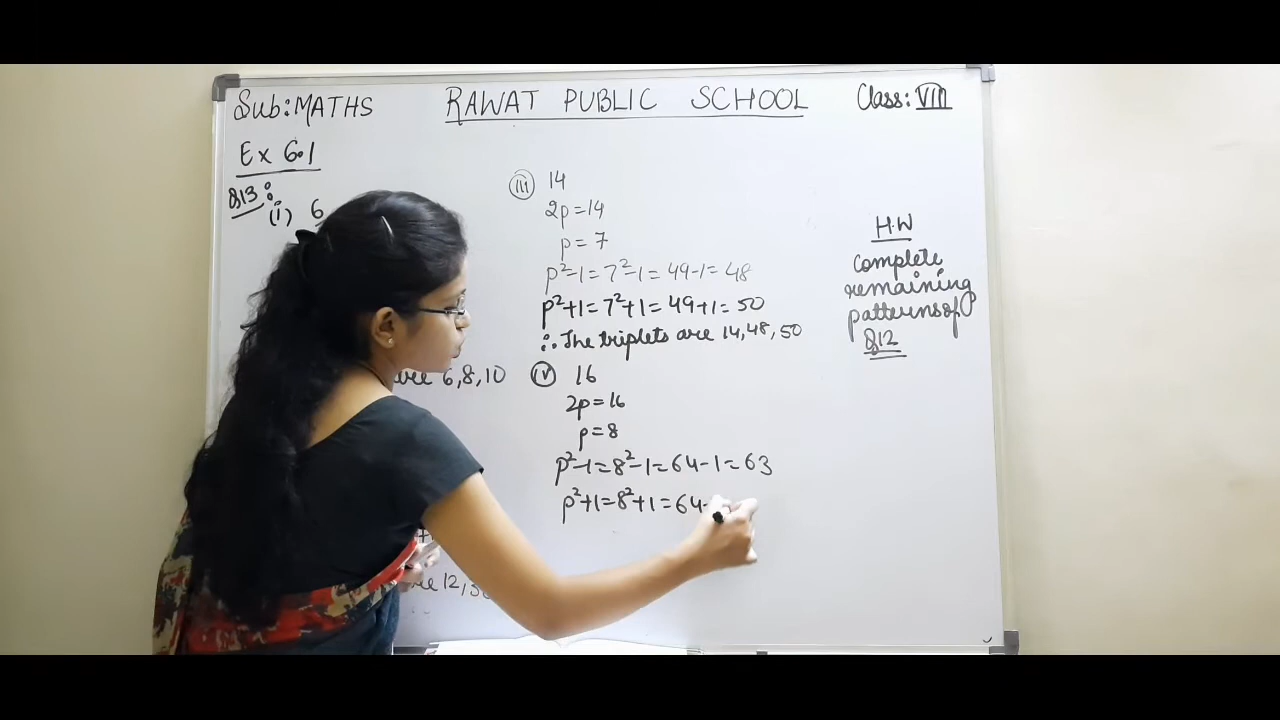 Sub: MATHS
RAWAT PUBLIC SCHOOL
Class: VIII
Ex 6.1
Q13:
(i) 6
are 6,8,10
12,
(iii) 14
2p=14
p=7
p²-1=7²-1=49-1=48
p²+1=7²+1=49+1=50
∴ The triplets are 14,48,50
(iv) 16
2p=16
p=8
p²-1=8²-1=64-1=63
p²+1=8²+1=64
H.W
Complete
remaining
patterns of
Q12